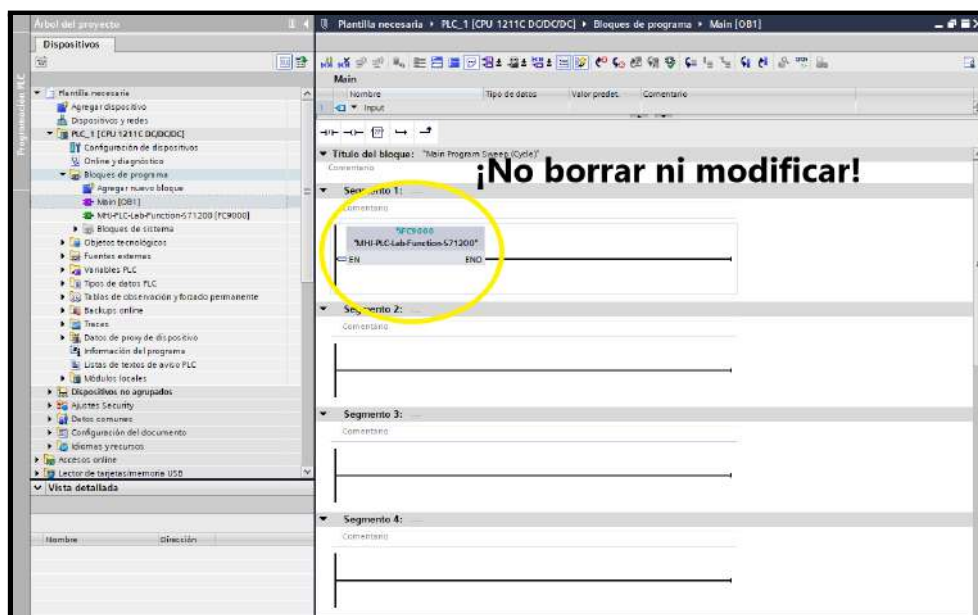 Árbol del proyecto
Plantilla necesaria ▸ PLC_1 [CPU 1211C DC/DC/DC] ▸ Bloques de programa ▸ Main [OB1]
Dispositivos
Programación PLC
Plantilla necesaria
Agregar dispositivo
Dispositivos y redes
PLC_1 [CPU 1211C DC/DC/DC]
Configuración de dispositivos
Online y diagnóstico
Bloques de programa
Agregar nuevo bloque
Main [OB1]
MHJ-PLC-Lab-Function-S71200 [FC9000]
Bloques de sistema
Objetos tecnológicos
Fuentes externas
Variables PLC
Tipos de datos PLC
Tablas de observación y forzado permanente
Backups online
Traces
Datos de proxy de dispositivo
Información del programa
Listas de textos de aviso PLC
Módulos locales
Dispositivos no agrupados
Ajustes Security
Datos comunes
Configuración del documento
Idiomas y recursos
Accesos online
Lector de tarjetas/memoria USB
Vista detallada
Nombre Dirección
Main
Nombre Tipo de datos Valor predet. Comentario
1 Input
Título del bloque: "Main Program Sweep (Cycle)"
Comentario
¡No borrar ni modificar!
Segmento 1:
Comentario
%FC9000
"MHJ-PLC-Lab-Function-S71200"
EN ENO
Segmento 2:
Comentario
Segmento 3:
Comentario
Segmento 4:
Comentario